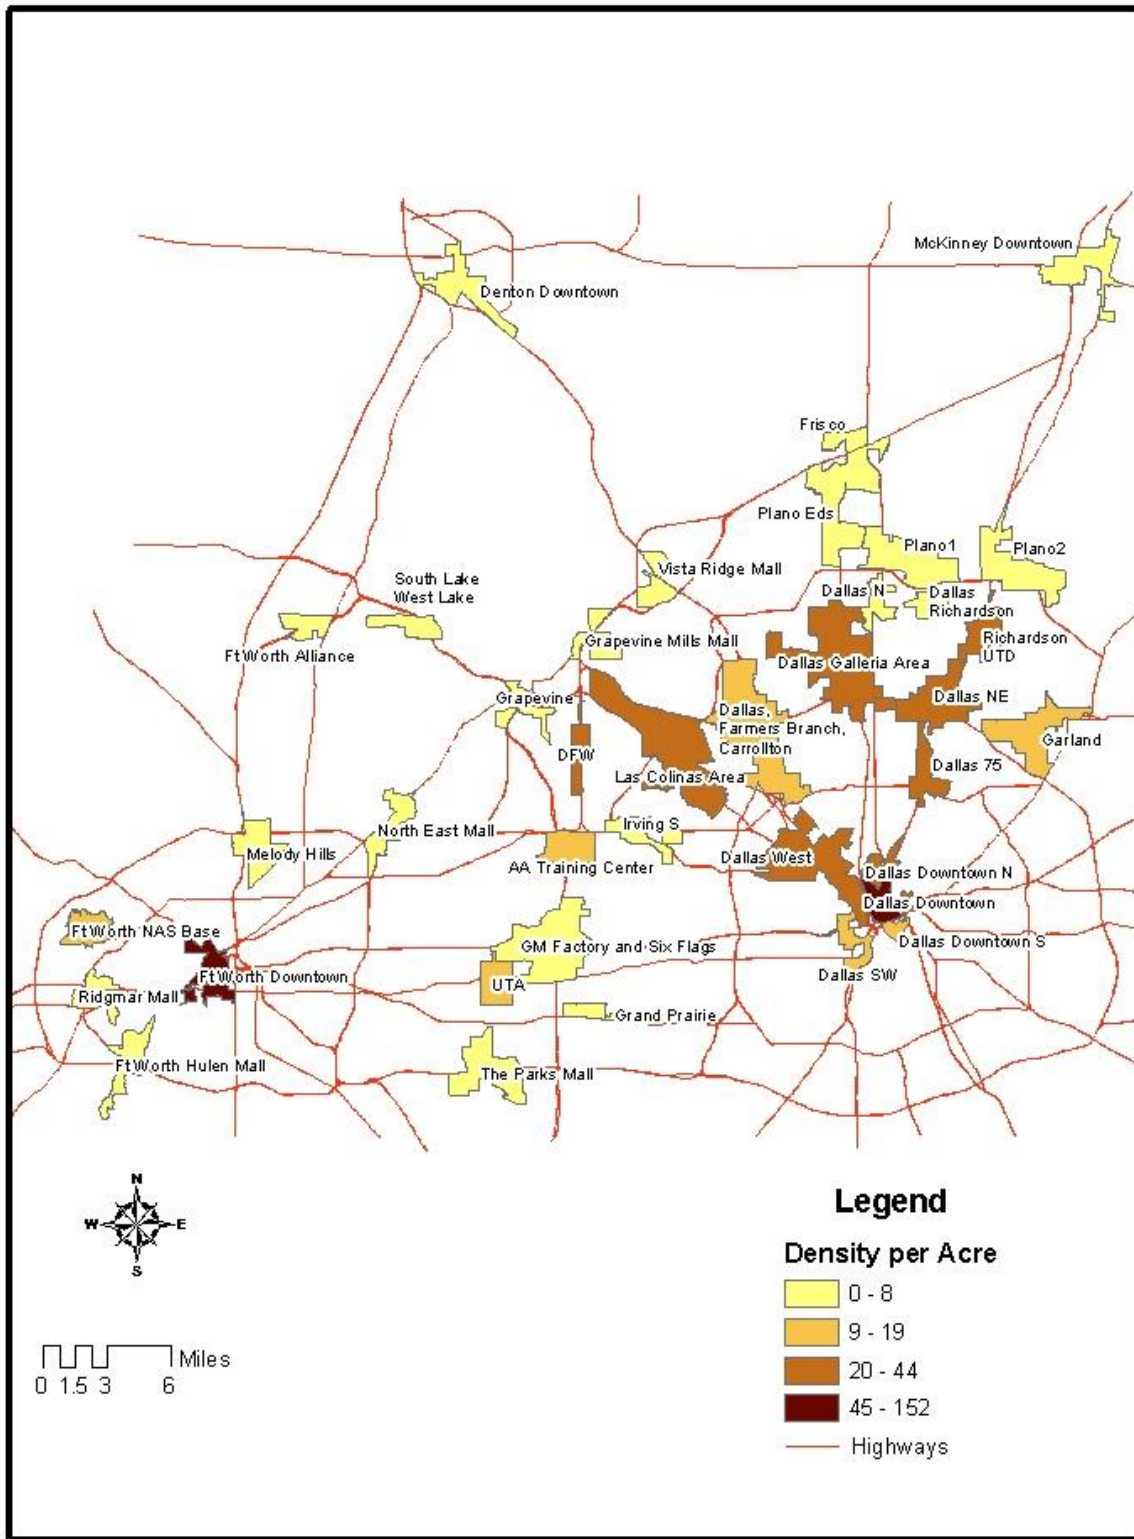 McKinney Downtown
Denton Downtown
Frisco
Plano Eds
Plano1
Plano2
Vista Ridge Mall
South Lake
West Lake
Dallas N
Dallas
Richardson
Ft Worth Alliance
Grapevine Mills Mall
Richardson
UTD
Dallas Galleria Area
Grapevine
Dallas NE
Dallas,
Farmers Branch,
Carrollton
Garland
DFW
Las Colinas Area
Dallas 75
North East Mall
Irving S
Melody Hills
AA Training Center
Dallas West
Dallas Downtown N
Dallas Downtown
Ft Worth NAS Base
Dallas Downtown S
GM Factory and Six Flags
Ft Worth Downtown
Dallas SW
UTA
Ridgmar Mall
Grand Prairie
Ft Worth Hulen Mall
The Parks Mall
N
W E
S
Legend
Density per Acre
0 - 8
9 - 19
20 - 44
45 - 152
Highways
Miles
0 1.5 3 6